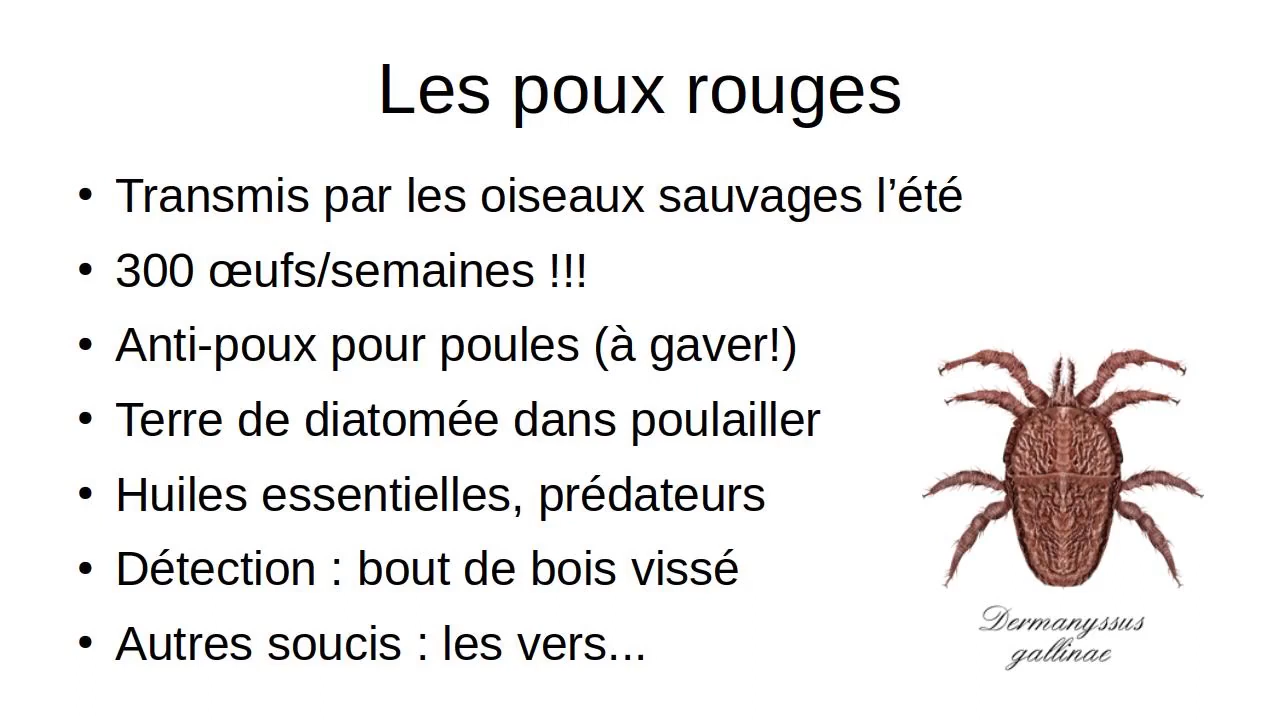 Les poux rouges
• Transmis par les oiseaux sauvages l’été
• 300 œufs/semaines !!!
• Anti-poux pour poules (à gaver!)
• Terre de diatomée dans poulailler
• Huiles essentielles, prédateurs
• Détection : bout de bois vissé
• Autres soucis : les vers...
Dermanyssus
gallinae